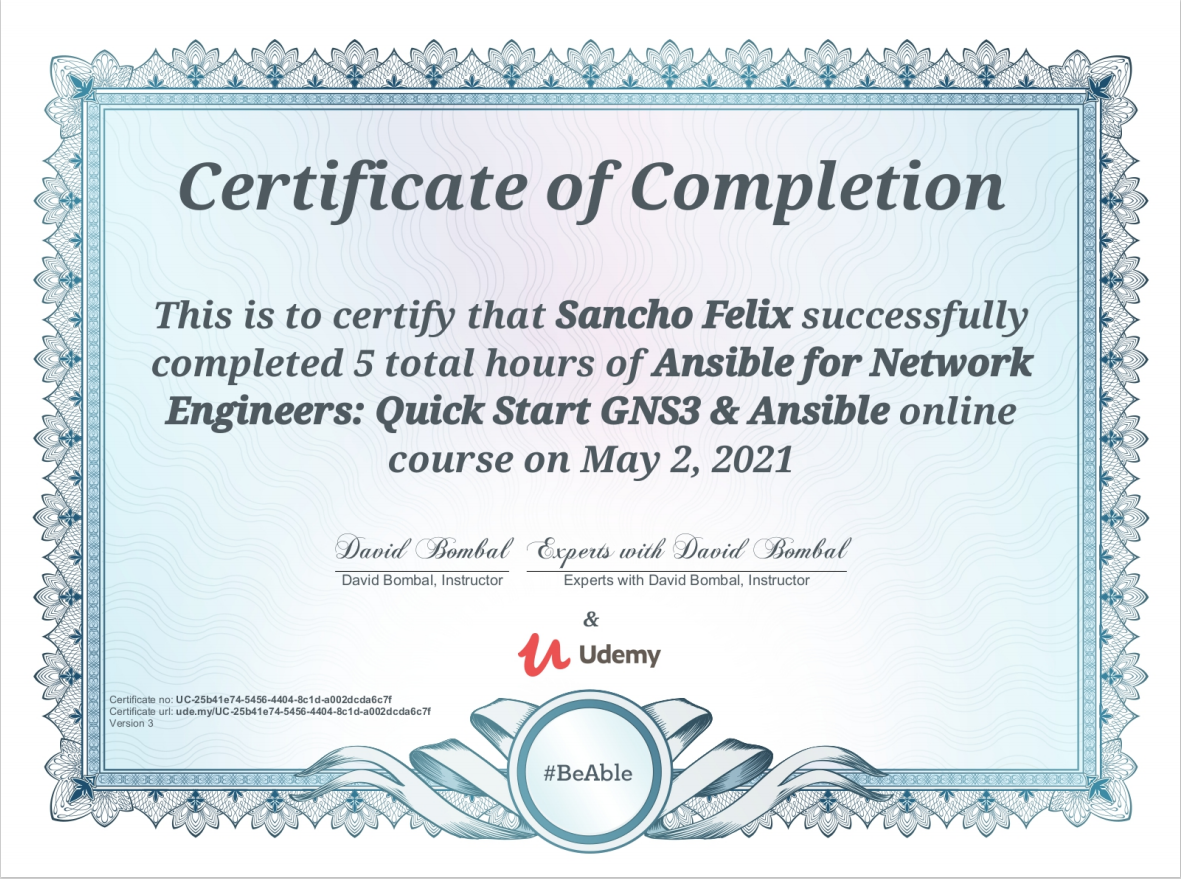 Certificate of Completion
This is to certify that Sancho Felix successfully
completed 5 total hours of Ansible for Network
Engineers: Quick Start GNS3 & Ansible online
course on May 2, 2021
David Bombal Experts with David Bombal
David Bombal, Instructor Experts with David Bombal, Instructor
&
Udemy
Certificate no: UC-25b41e74-5456-4404-8c1d-a002dcda6c7f
Certificate url: ude.my/UC-25b41e74-5456-4404-8c1d-a002dcda6c7f
Version 3
#BeAble